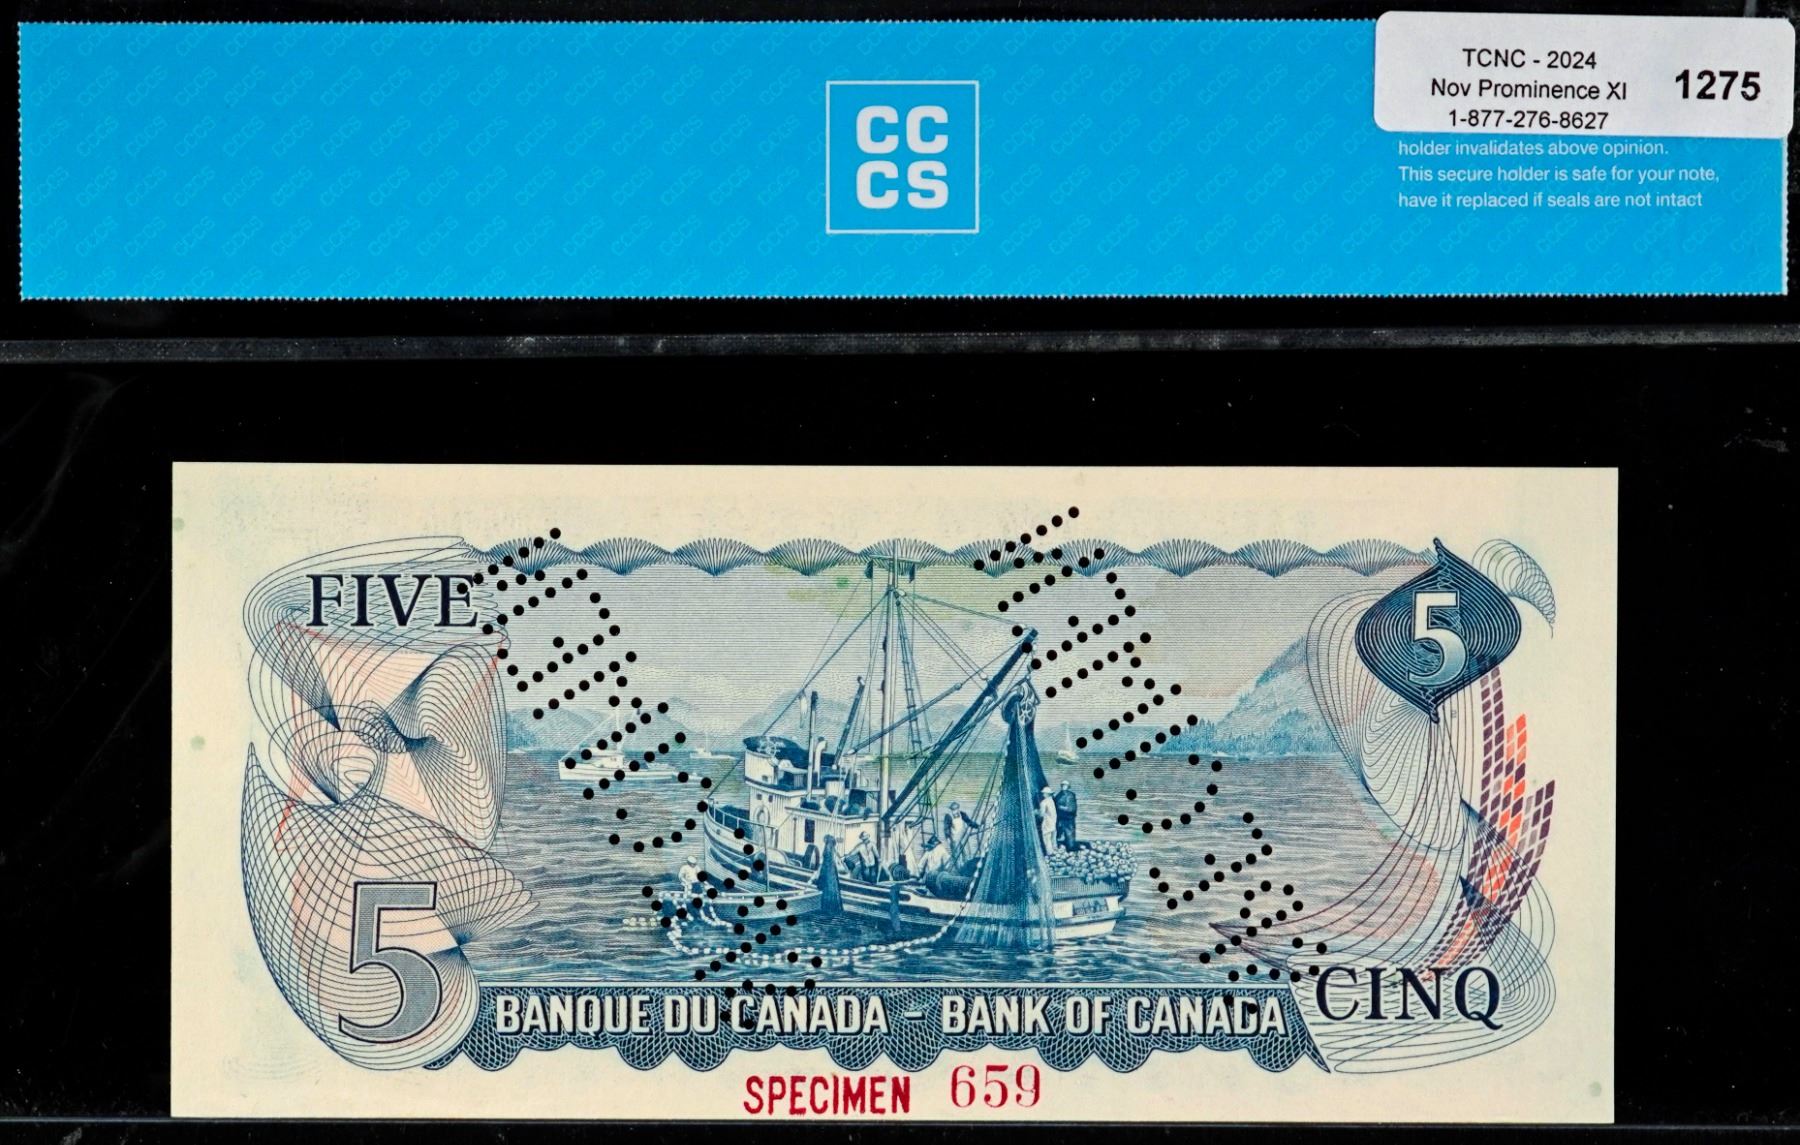 CC
CS
TCNC - 2024
Nov Prominence XI
1-877-276-8627
1275
holder invalidates above opinion.
This secure holder is safe for your note,
have it replaced if seals are not intact
FIVE
5
5
BANQUE DU CANADA – BANK OF CANADA
CINQ
SPECIMEN 659